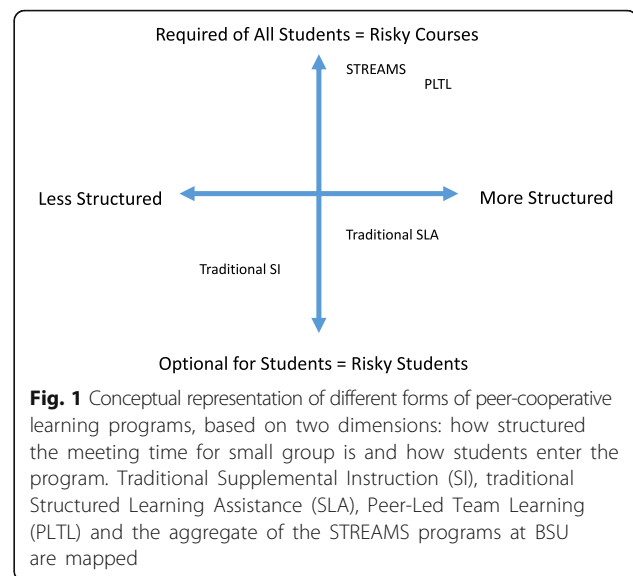 Required of All Students = Risky Courses
STREAMS
PLTL
Less Structured
More Structured
Traditional SLA
Traditional SI
Optional for Students = Risky Students
Fig. 1 Conceptual representation of different forms of peer-cooperative
learning programs, based on two dimensions: how structured
the meeting time for small group is and how students enter the
program. Traditional Supplemental Instruction (SI), traditional
Structured Learning Assistance (SLA), Peer-Led Team Learning
(PLTL) and the aggregate of the STREAMS programs at BSU
are mapped